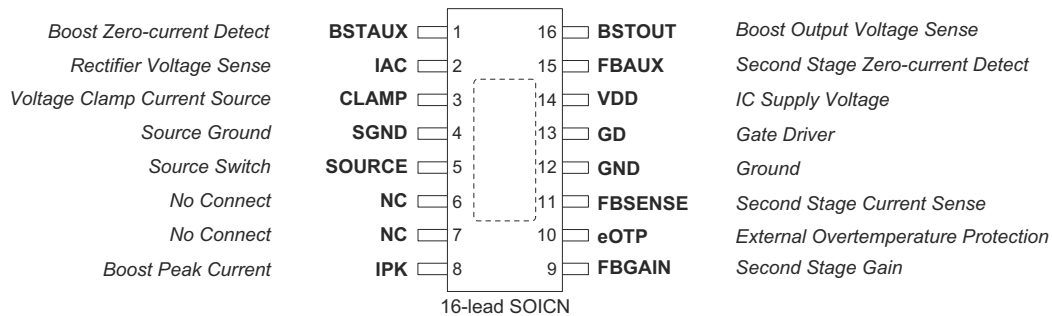 Boost Zero-current Detect BSTAUX 1 16 BSTOUT Boost Output Voltage Sense
Rectifier Voltage Sense IAC 2 15 FBAUX Second Stage Zero-current Detect
Voltage Clamp Current Source CLAMP 3 14 VDD IC Supply Voltage
Source Ground SGND 4 13 GD Gate Driver
Source Switch SOURCE 5 12 GND Ground
No Connect NC 6 11 FBSENSE Second Stage Current Sense
No Connect NC 7 10 eOTP External Overtemperature Protection
Boost Peak Current IPK 8 9 FBGAIN Second Stage Gain
16-lead SOICN